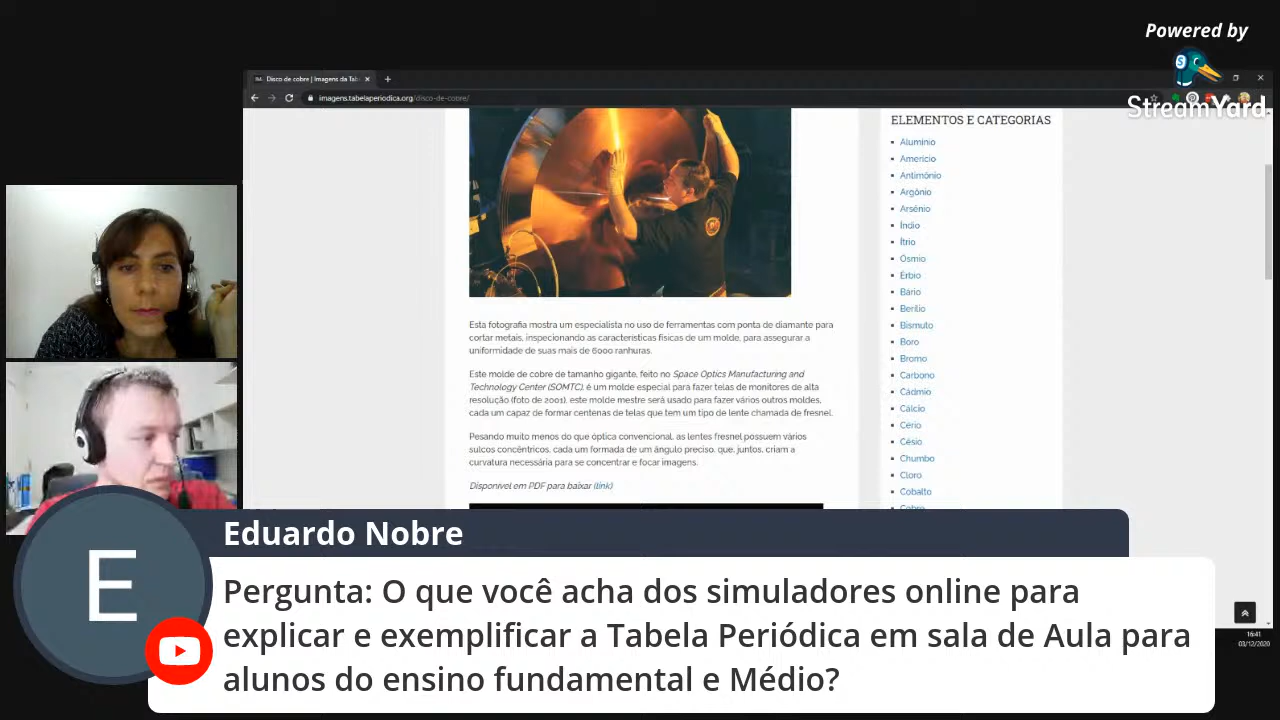 Powered by
StreamYard
Disco de cobre | Imagens da Tab
imagens.tabelaperiodica.org/disco-de-cobre/
ELEMENTOS E CATEGORIAS
Alumínio
Amerício
Antimônio
Argônio
Arsênio
Índio
Ítrio
Ósmio
Érbio
Bário
Berílio
Bismuto
Boro
Bromo
Carbono
Cádmio
Cálcio
Cério
Césio
Chumbo
Cloro
Cobalto
Cobre
Esta fotografia mostra um especialista no uso de ferramentas com ponta de diamante para
cortar metais, inspecionando as características físicas de um molde, para assegurar a
uniformidade de suas mais de 6000 ranhuras.
Este molde de cobre de tamanho gigante, feito no Space Optics Manufacturing and
Technology Center (SOMTC), é um molde especial para fazer telas de monitores de alta
resolução (foto de 2001), este molde mestre será usado para fazer vários outros moldes,
cada um capaz de formar centenas de telas que tem um tipo de lente chamada de fresnel.
Pesando muito menos do que óptica convencional, as lentes fresnel possuem vários
sulcos concêntricos, cada um formada de um ângulo preciso, que, juntos, criam a
curvatura necessária para se concentrar e focar imagens.
Disponível em PDF para baixar (link)
16:41
03/12/2020
E
Eduardo Nobre
Pergunta: O que você acha dos simuladores online para
explicar e exemplificar a Tabela Periódica em sala de Aula para
alunos do ensino fundamental e Médio?